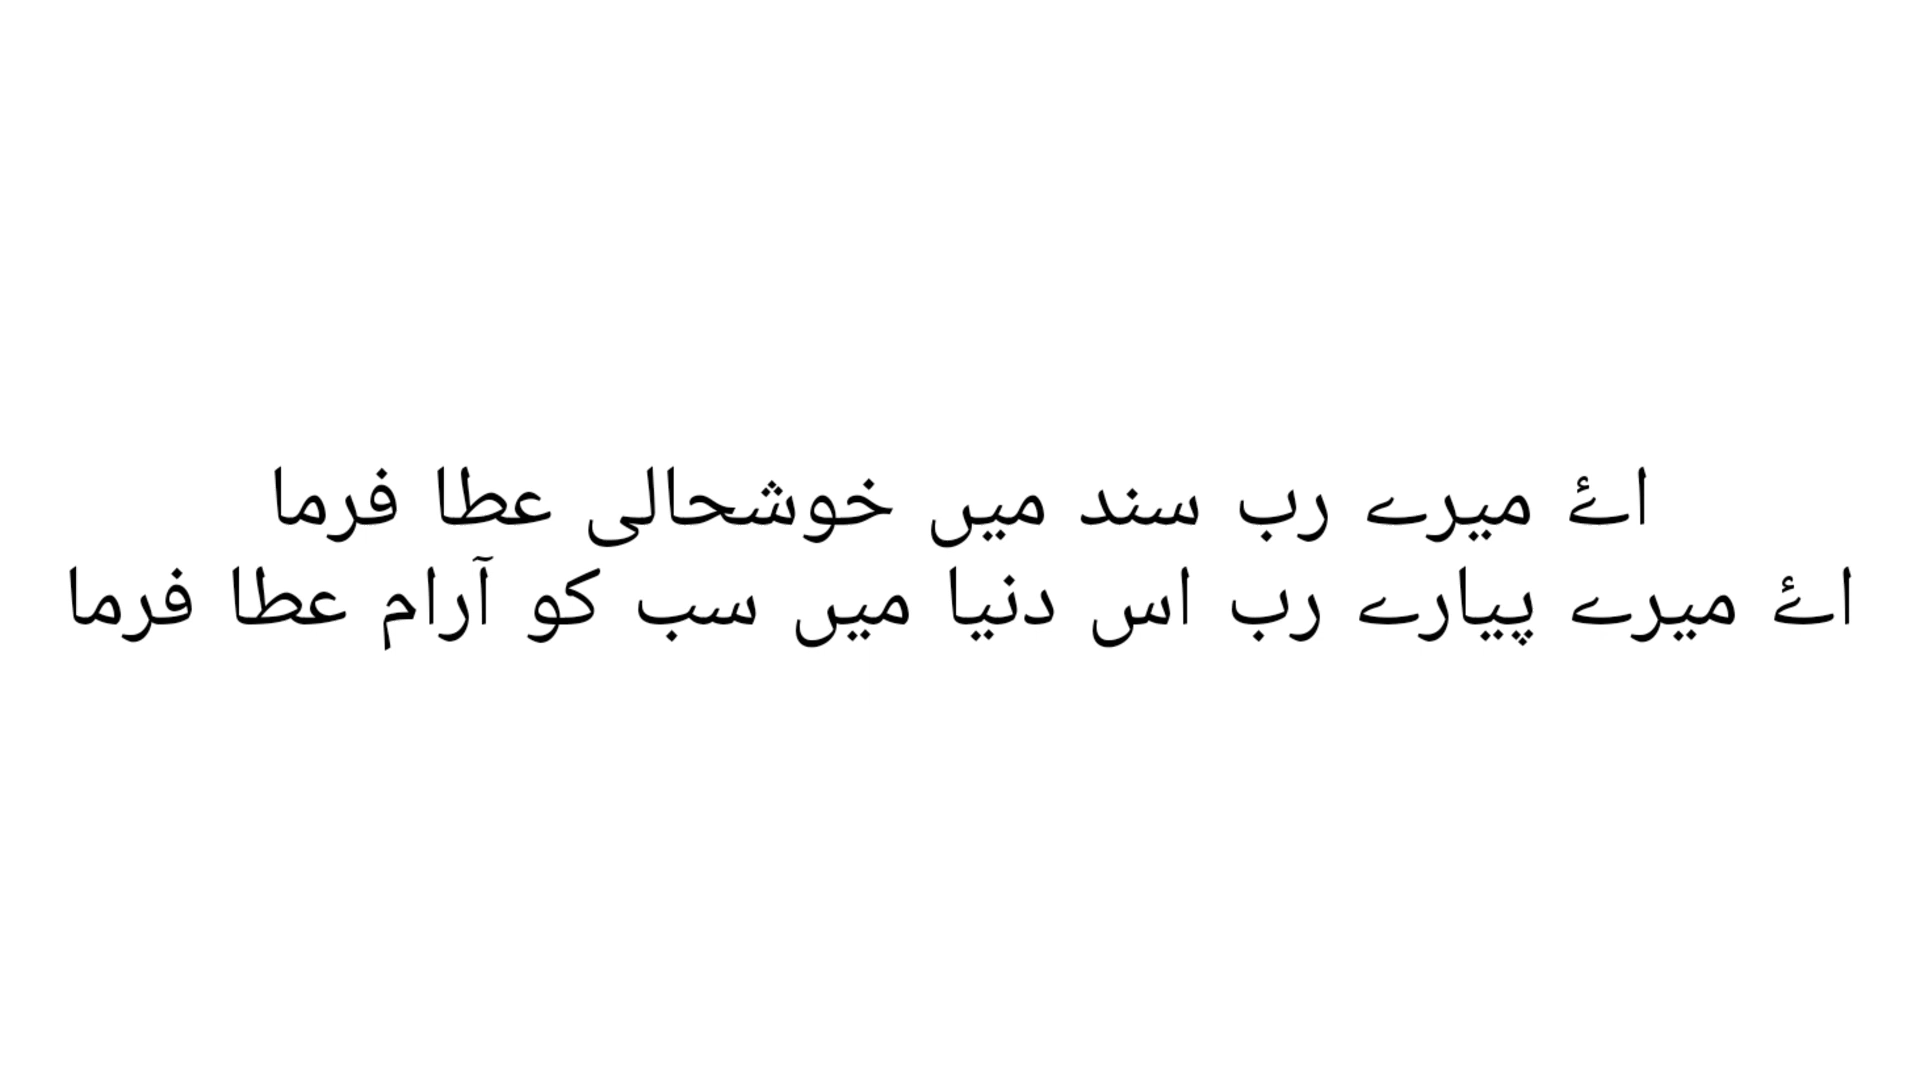 اۓ میرے رب سند میں خوشحالی عطا فرما
اۓ میرے پیارے رب اس دنیا میں سب کو آرام عطا فرما